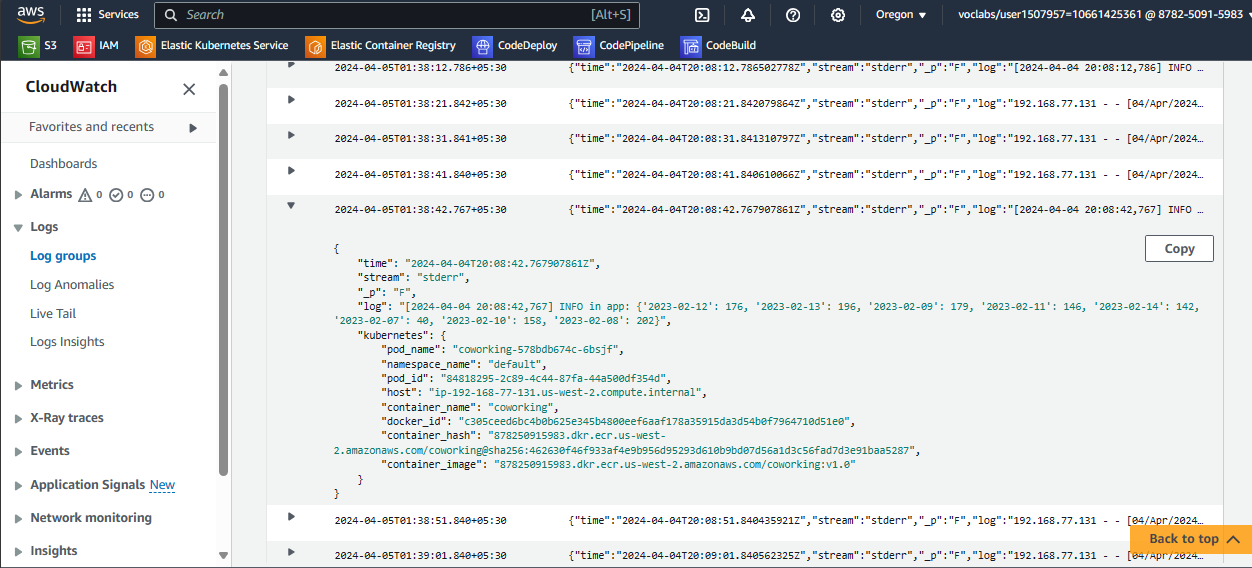 aws
Services
Search
[Alt+S]
Oregon
voclabs/user1507957=10661425361 @ 8782-5091-5983
S3
IAM
Elastic Kubernetes Service
Elastic Container Registry
CodeDeploy
CodePipeline
CodeBuild
CloudWatch
Favorites and recents
Dashboards
Alarms 0 0 0
Logs
Log groups
Log Anomalies
Live Tail
Logs Insights
Metrics
X-Ray traces
Events
Application Signals New
Network monitoring
Insights
2024-04-05T01:38:12.786+05:30 {"time":"2024-04-04T20:08:12.786502778Z","stream":"stderr","_p":"F","log":"[2024-04-04 20:08:12,786] INFO …
2024-04-05T01:38:21.842+05:30 {"time":"2024-04-04T20:08:21.842079864Z","stream":"stderr","_p":"F","log":"192.168.77.131 - - [04/Apr/2024…
2024-04-05T01:38:31.841+05:30 {"time":"2024-04-04T20:08:31.841310797Z","stream":"stderr","_p":"F","log":"192.168.77.131 - - [04/Apr/2024…
2024-04-05T01:38:41.840+05:30 {"time":"2024-04-04T20:08:41.840610066Z","stream":"stderr","_p":"F","log":"192.168.77.131 - - [04/Apr/2024…
2024-04-05T01:38:42.767+05:30 {"time":"2024-04-04T20:08:42.767907861Z","stream":"stderr","_p":"F","log":"[2024-04-04 20:08:42,767] INFO …
Copy
{
"time": "2024-04-04T20:08:42.767907861Z",
"stream": "stderr",
"_p": "F",
"log": "[2024-04-04 20:08:42,767] INFO in app: {'2023-02-12': 176, '2023-02-13': 196, '2023-02-09': 179, '2023-02-11': 146, '2023-02-14': 142,
'2023-02-07': 40, '2023-02-10': 158, '2023-02-08': 202}",
"kubernetes": {
"pod_name": "coworking-578bdb674c-6bsjf",
"namespace_name": "default",
"pod_id": "84818295-2c89-4c44-87fa-44a500df354d",
"host": "ip-192-168-77-131.us-west-2.compute.internal",
"container_name": "coworking",
"docker_id": "c305ceed6bc4b0b625e345b4800eef6aaf178a35915da3d54b0f7964710d51e0",
"container_hash": "878250915983.dkr.ecr.us-west-
2.amazonaws.com/coworking@sha256:462630f46f933af4e9b956d95293d610b9bd07d56a1d3c56fad7d3e91baa5287",
"container_image": "878250915983.dkr.ecr.us-west-2.amazonaws.com/coworking:v1.0"
}
}
2024-04-05T01:38:51.840+05:30 {"time":"2024-04-04T20:08:51.840435921Z","stream":"stderr","_p":"F","log":"192.168.77.131 - - [04/Apr/2024…
2024-04-05T01:39:01.840+05:30 {"time":"2024-04-04T20:09:01.840562325Z","stream":"stderr","_p":"F","log":"192.168.77.131 - - [04/Apr/2024…
Back to top